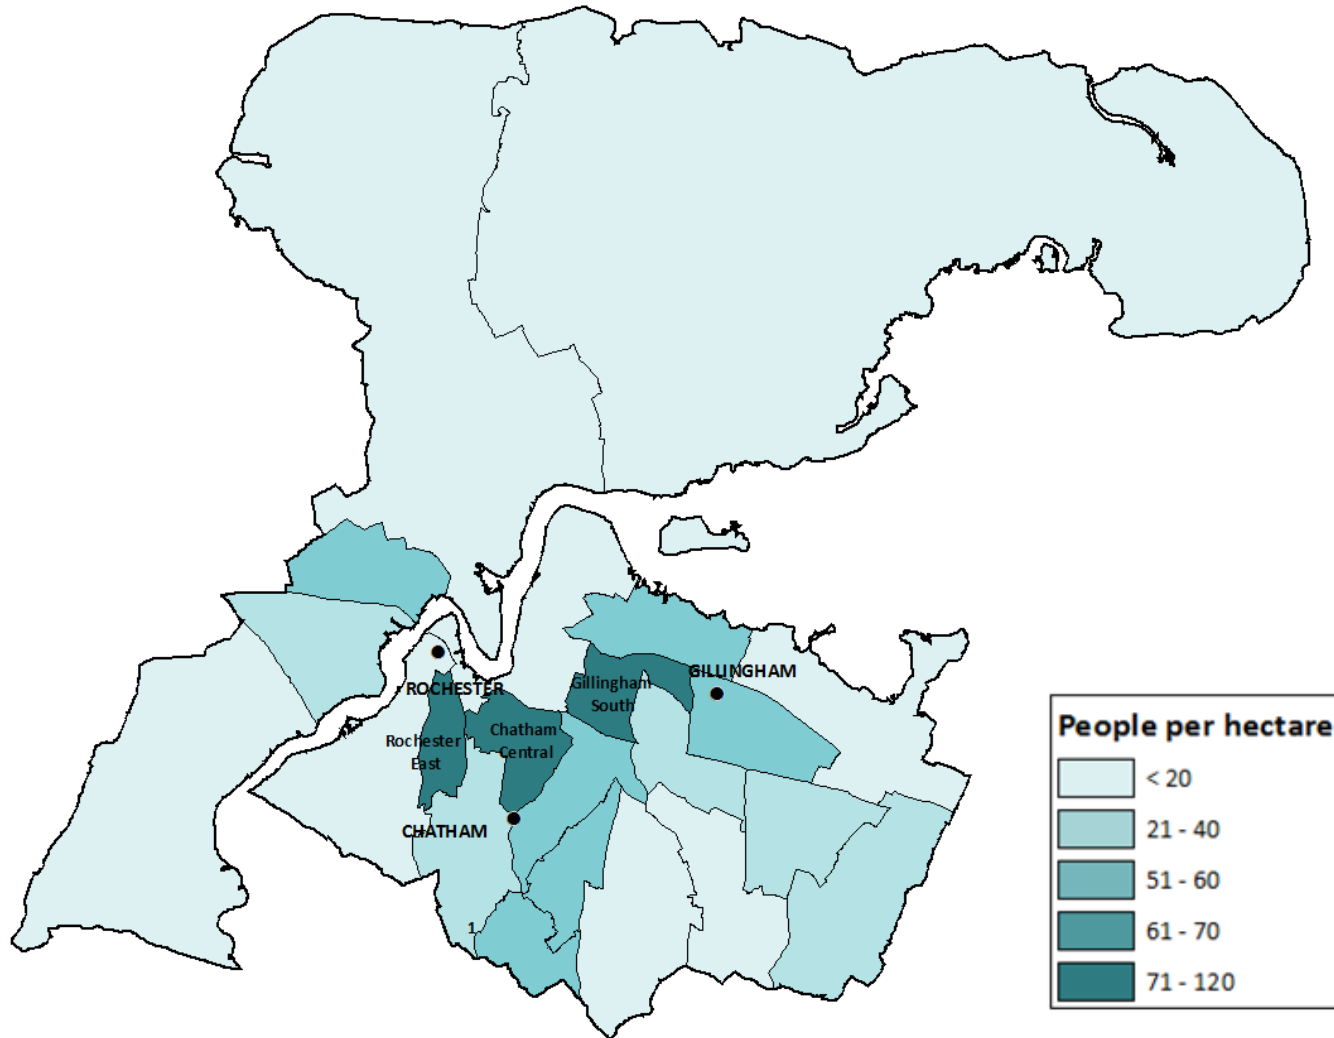 GILLINGHAM
Gillingham
South
ROCHESTER
Chatham
Central
Rochester
East
CHATHAM
1
People per hectare
< 20
21 - 40
51 - 60
61 - 70
71 - 120